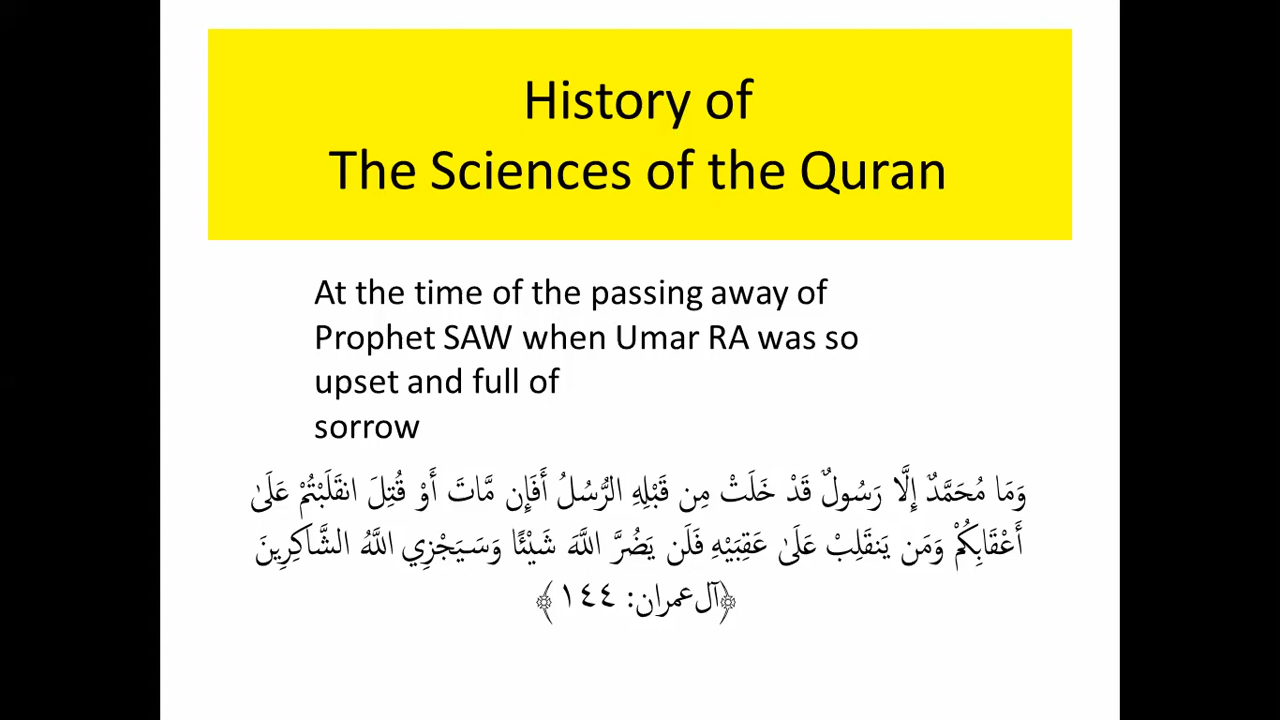 History of
The Sciences of the Quran
At the time of the passing away of
Prophet SAW when Umar RA was so
upset and full of
sorrow
وَمَا مُحَمَّدٌ إِلَّا رَسُولٌ قَدْ خَلَتْ مِن قَبْلِهِ الرُّسُلُ أَفَإِن مَّاتَ أَوْ قُتِلَ انقَلَبْتُمْ عَلَىٰ
أَعْقَابِكُمْ وَمَن يَنقَلِبْ عَلَىٰ عَقِبَيْهِ فَلَن يَضُرَّ اللَّهَ شَيْئًا وَسَيَجْزِي اللَّهُ الشَّاكِرِينَ
﴿آل‌عمران: ١٤٤﴾